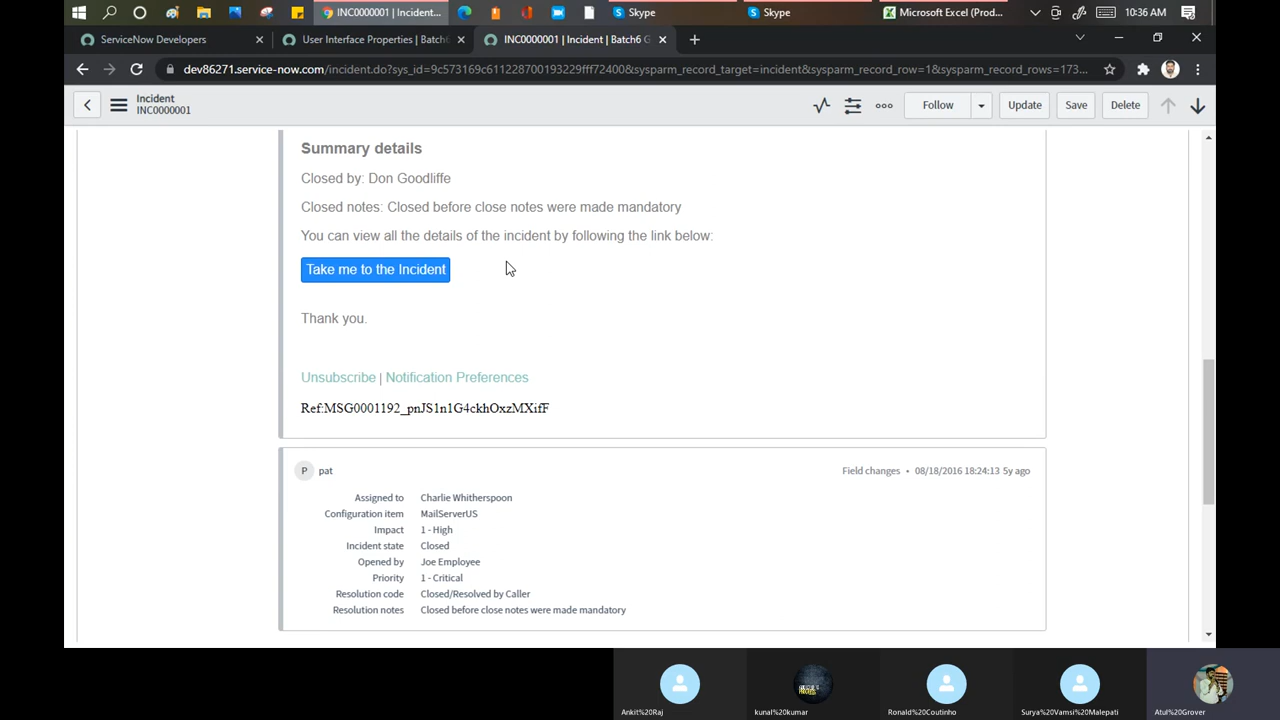 INC0000001 | Incident...
Skype
Skype
Microsoft Excel (Prod...
10:36 AM
ServiceNow Developers
User Interface Properties | Batch6
INC0000001 | Incident | Batch6 G
dev86271.service-now.com/incident.do?sys_id=9c573169c611228700193229fff72400&sysparm_record_target=incident&sysparm_record_row=1&sysparm_record_rows=173...
Incident
INC0000001
Follow
Update
Save
Delete
Summary details
Closed by: Don Goodliffe
Closed notes: Closed before close notes were made mandatory
You can view all the details of the incident by following the link below:
Take me to the Incident
Thank you.
Unsubscribe | Notification Preferences
Ref:MSG0001192_pnJS1n1G4ckhOxzMXifF
P pat
Field changes • 08/18/2016 18:24:13 5y ago
Assigned to Charlie Whitherspoon
Configuration item MailServerUS
Impact 1 - High
Incident state Closed
Opened by Joe Employee
Priority 1 - Critical
Resolution code Closed/Resolved by Caller
Resolution notes Closed before close notes were made mandatory
Ankit%20Raj
kunal%20kumar
Ronald%20Coutinho
Surya%20Vamsi%20Malepati
Atul%20Grover